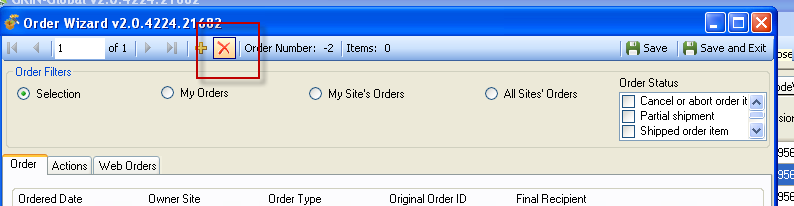 GRIN-Global v2.0.4224.21682
Order Wizard v2.0.4224.21682
1 of 1 Order Number: -2 Items: 0 Save Save and Exit
Order Filters
Selection My Orders My Site's Orders All Sites' Orders
Order Status
Cancel or abort order it
Partial shipment
Shipped order item
Order Actions Web Orders
Ordered Date Owner Site Order Type Original Order ID Final Recipient